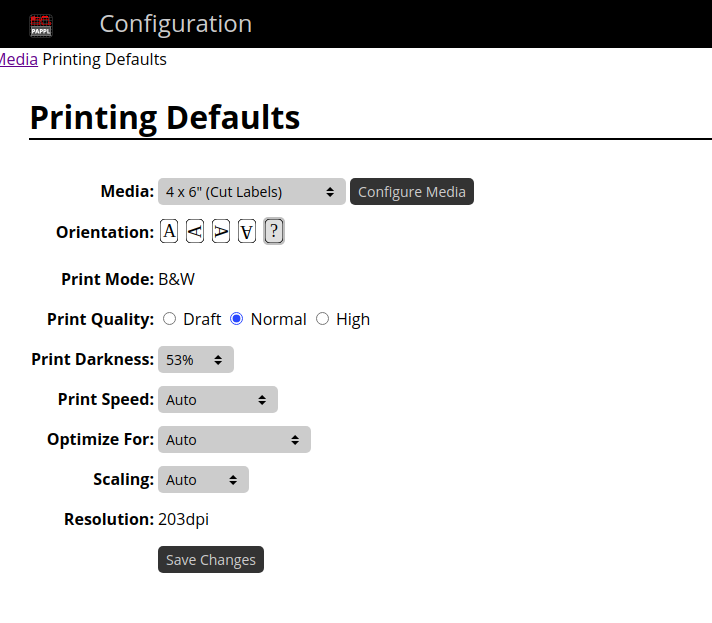 PAPPL Configuration
Media Printing Defaults
Printing Defaults
Media: 4 x 6" (Cut Labels) Configure Media
Orientation: A A A A ?
Print Mode: B&W
Print Quality: Draft Normal High
Print Darkness: 53%
Print Speed: Auto
Optimize For: Auto
Scaling: Auto
Resolution: 203dpi
Save Changes